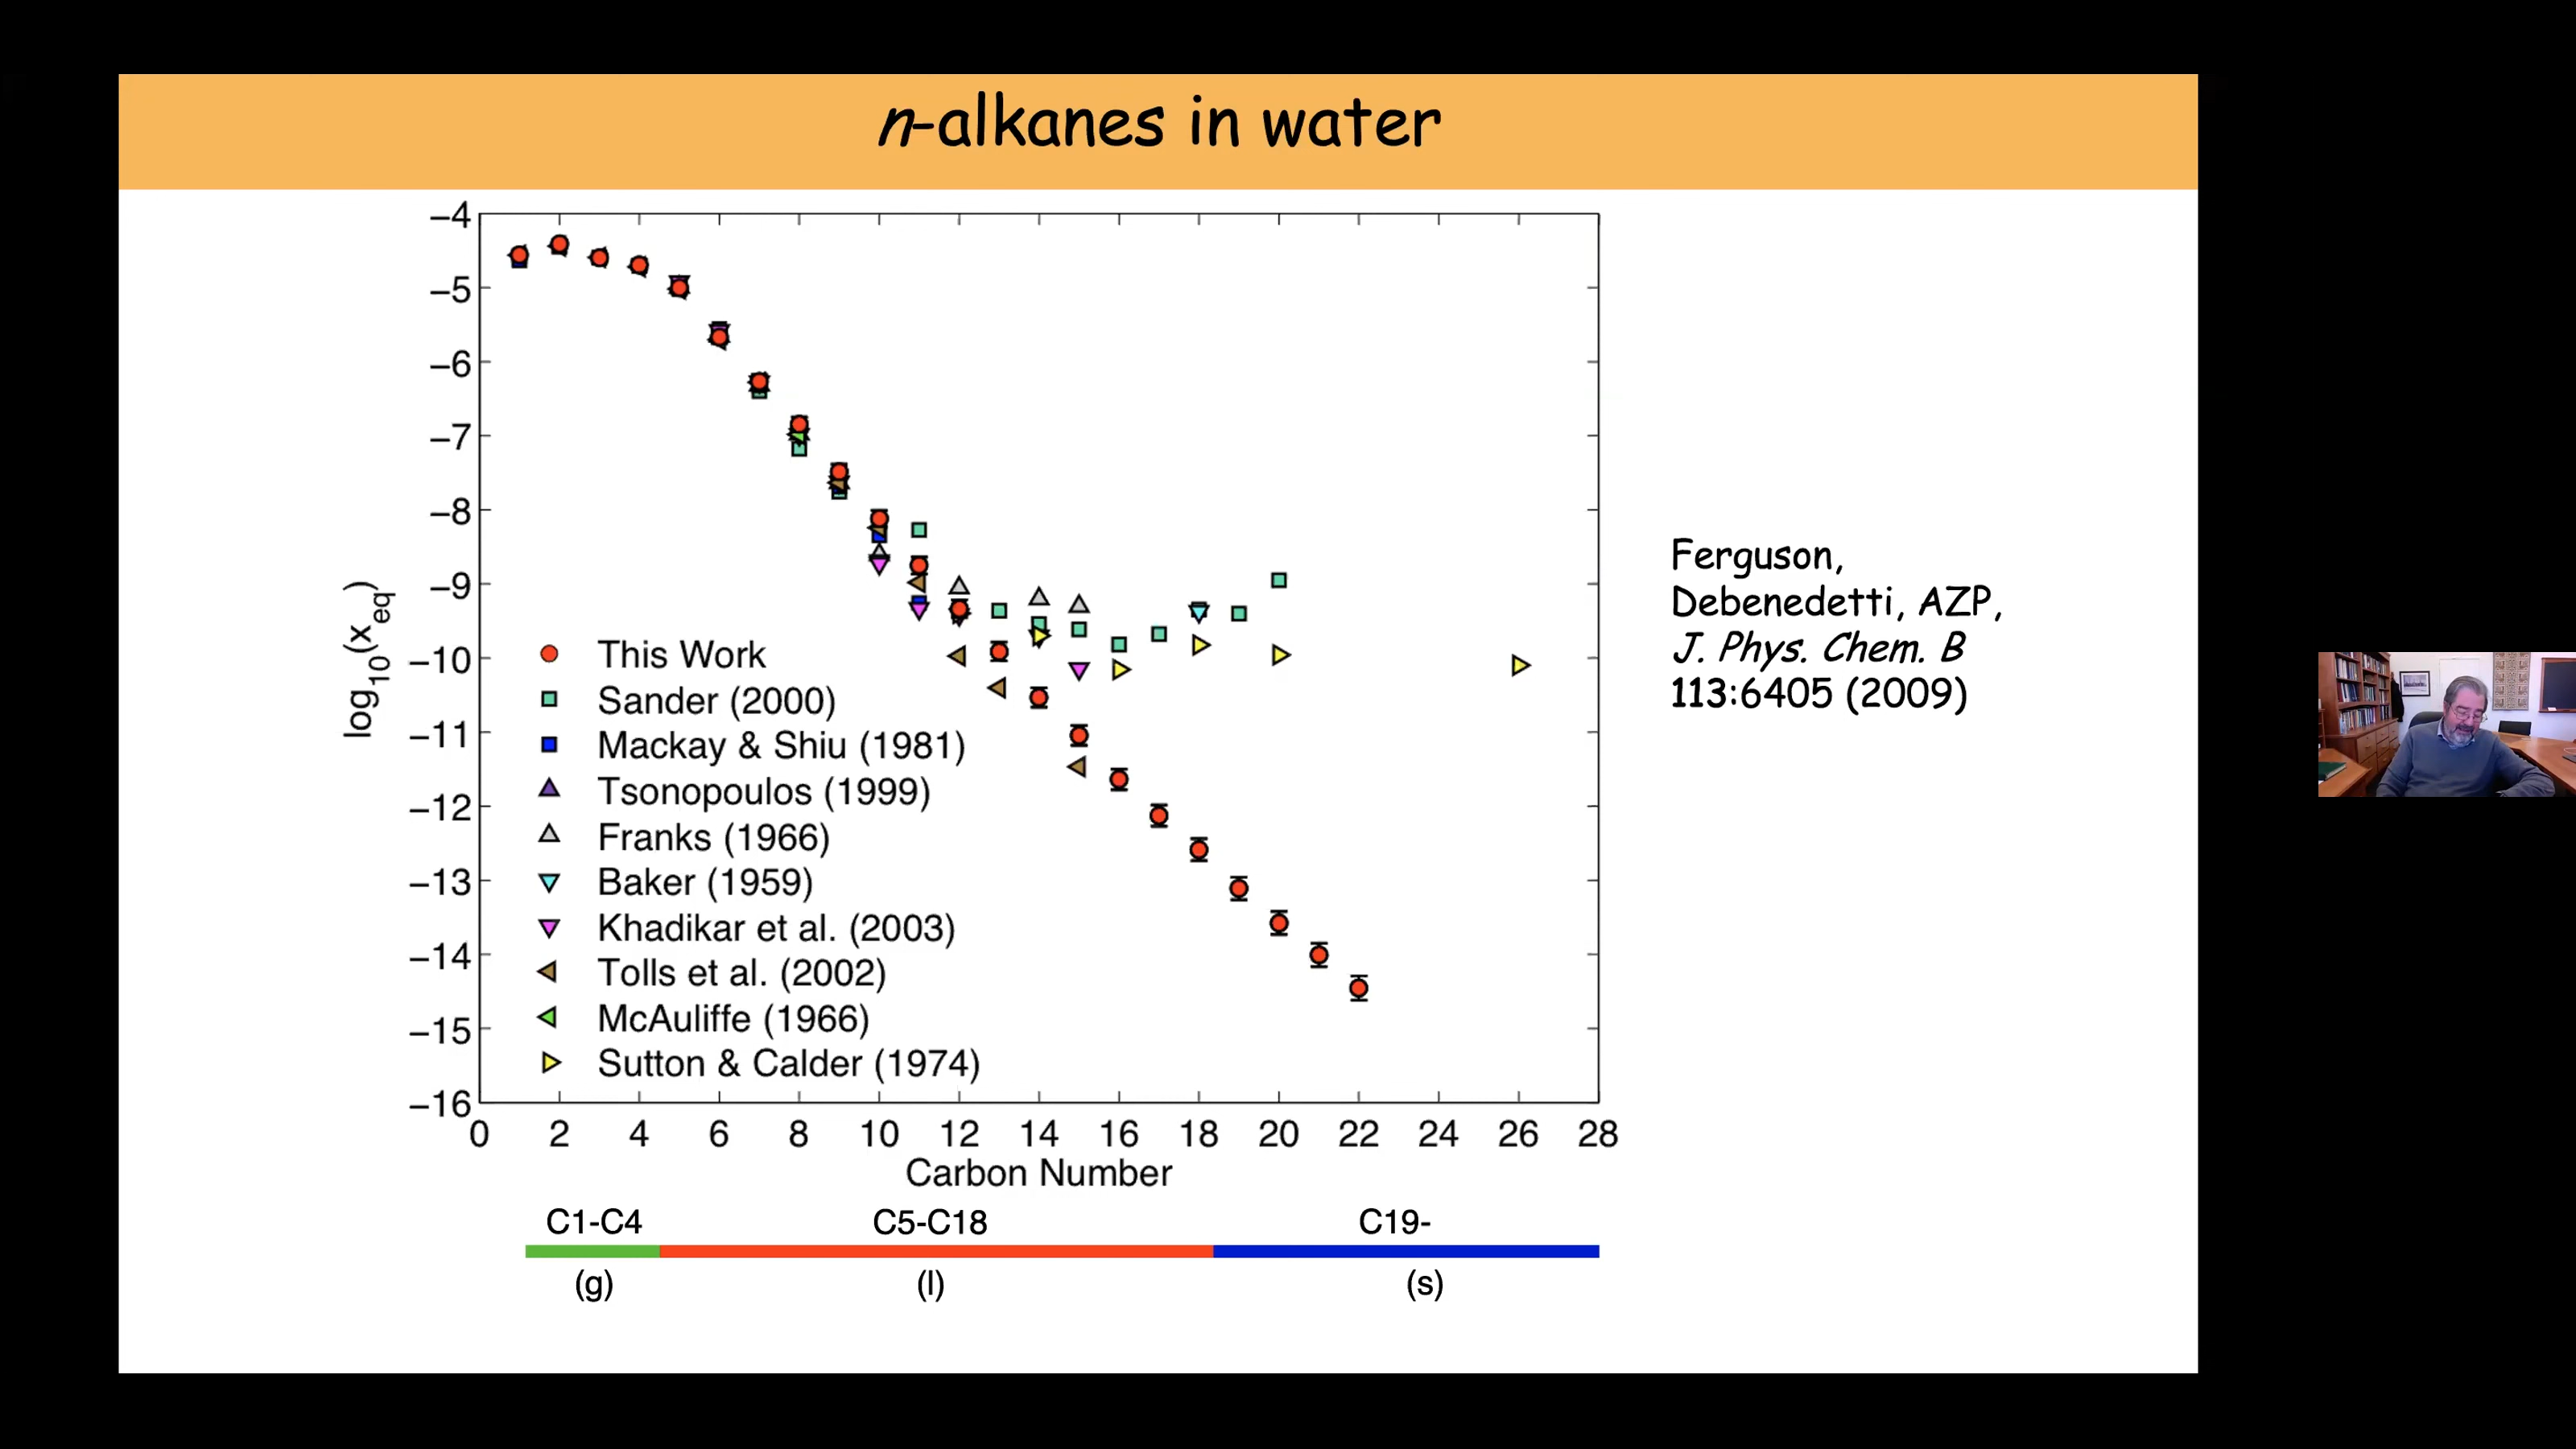 n-alkanes in water
−4
−5
−6
−7
−8
−9
−10
−11
−12
−13
−14
−15
−16
log10(xeq)
This Work
Sander (2000)
Mackay & Shiu (1981)
Tsonopoulos (1999)
Franks (1966)
Baker (1959)
Khadikar et al. (2003)
Tolls et al. (2002)
McAuliffe (1966)
Sutton & Calder (1974)
0 2 4 6 8 10 12 14 16 18 20 22 24 26 28
Carbon Number
C1-C4 C5-C18 C19-
(g) (l) (s)
Ferguson,
Debenedetti, AZP,
J. Phys. Chem. B
113:6405 (2009)